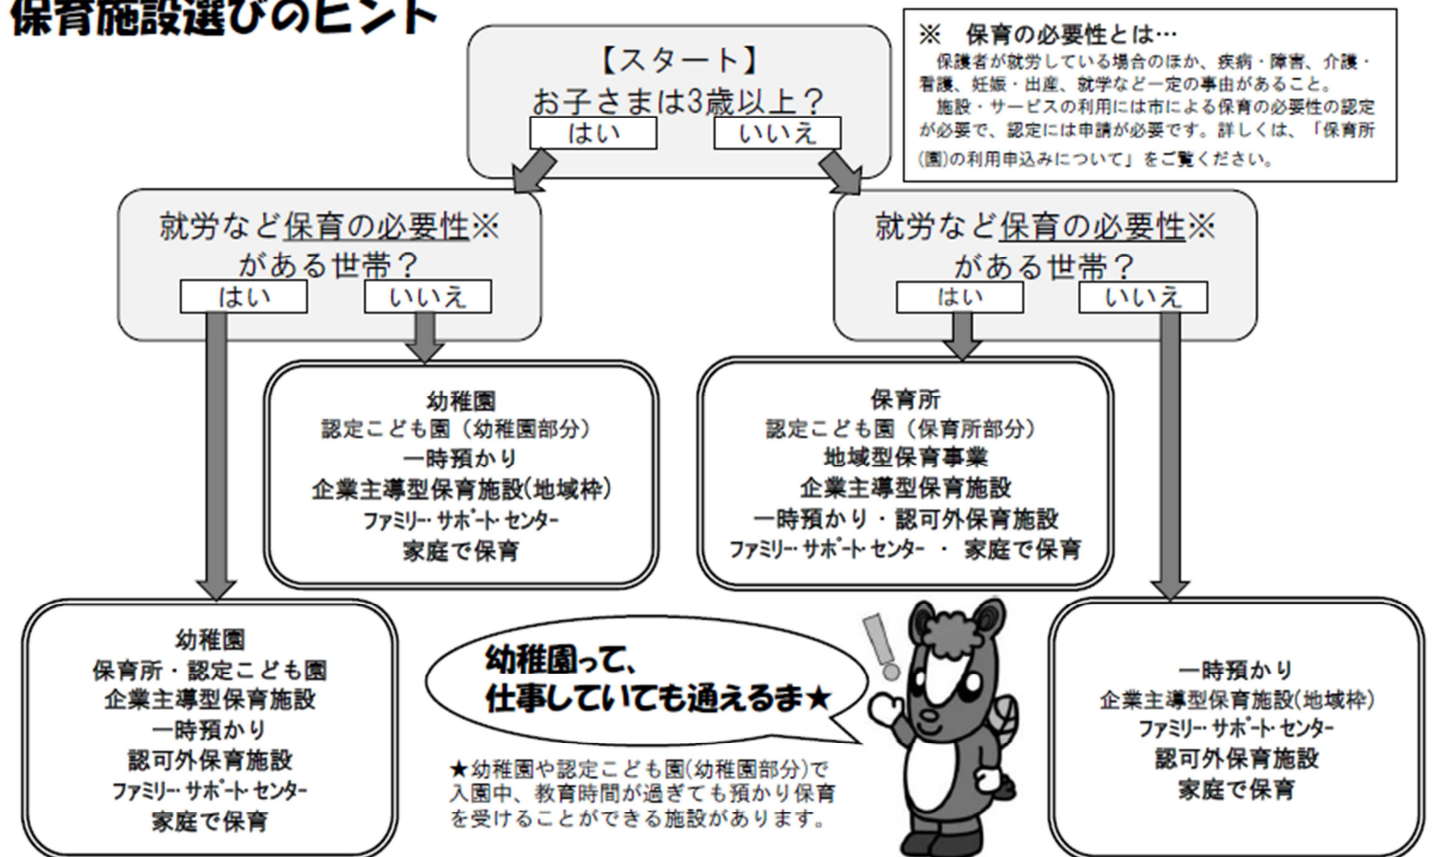 保育施設選びのヒント
【スタート】
お子さまは3歳以上？
はい
いいえ
※　保育の必要性とは…
保護者が就労している場合のほか、疾病・障害、介護・
看護、妊娠・出産、就学など一定の事由があること。
施設・サービスの利用には市による保育の必要性の認定
が必要で、認定には申請が必要です。詳しくは、「保育所
(園)の利用申込みについて」をご覧ください。
就労など保育の必要性※
がある世帯？
はい
いいえ
就労など保育の必要性※
がある世帯？
はい
いいえ
幼稚園
認定こども園（幼稚園部分）
一時預かり
企業主導型保育施設(地域枠)
ﾌｧﾐﾘｰ･ｻﾎﾟｰﾄ･ｾﾝﾀｰ
家庭で保育
保育所
認定こども園（保育所部分）
地域型保育事業
企業主導型保育施設
一時預かり・認可外保育施設
ﾌｧﾐﾘｰ･ｻﾎﾟｰﾄ･ｾﾝﾀｰ ・ 家庭で保育
幼稚園
保育所・認定こども園
企業主導型保育施設
一時預かり
認可外保育施設
ﾌｧﾐﾘｰ･ｻﾎﾟｰﾄ･ｾﾝﾀｰ
家庭で保育
幼稚園って、
仕事していても通えるま★
★幼稚園や認定こども園(幼稚園部分)で
入園中、教育時間が過ぎても預かり保育
を受けることができる施設があります。
一時預かり
企業主導型保育施設(地域枠)
ﾌｧﾐﾘｰ･ｻﾎﾟｰﾄ･ｾﾝﾀｰ
認可外保育施設
家庭で保育